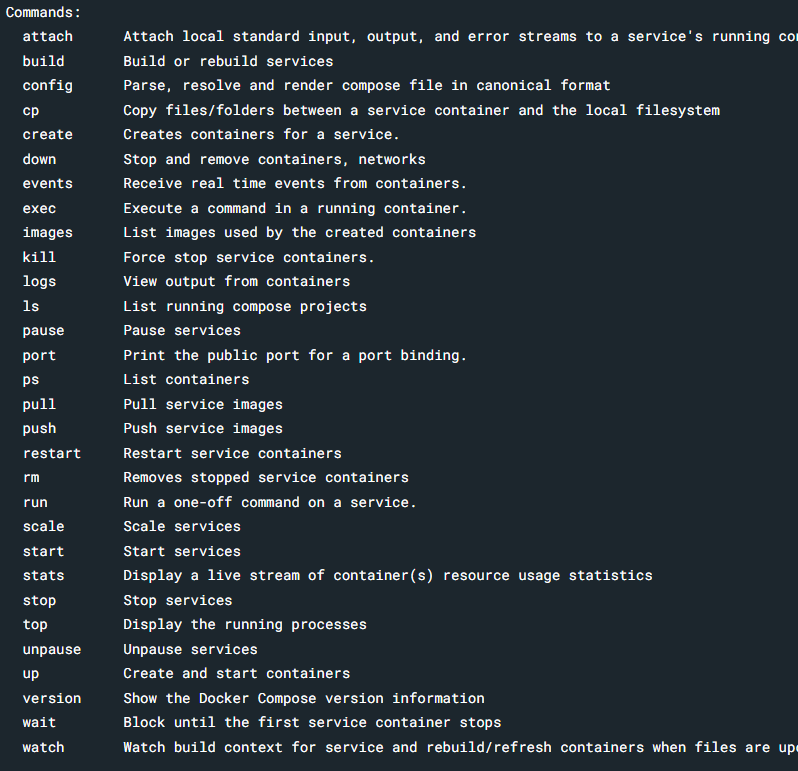 Commands:
attach Attach local standard input, output, and error streams to a service's running
build Build or rebuild services
config Parse, resolve and render compose file in canonical format
cp Copy files/folders between a service container and the local filesystem
create Creates containers for a service.
down Stop and remove containers, networks
events Receive real time events from containers.
exec Execute a command in a running container.
images List images used by the created containers
kill Force stop service containers.
logs View output from containers
ls List running compose projects
pause Pause services
port Print the public port for a port binding.
ps List containers
pull Pull service images
push Push service images
restart Restart service containers
rm Removes stopped service containers
run Run a one-off command on a service.
scale Scale services
start Start services
stats Display a live stream of container(s) resource usage statistics
stop Stop services
top Display the running processes
unpause Unpause services
up Create and start containers
version Show the Docker Compose version information
wait Block until the first service container stops
watch Watch build context for service and rebuild/refresh containers when files are